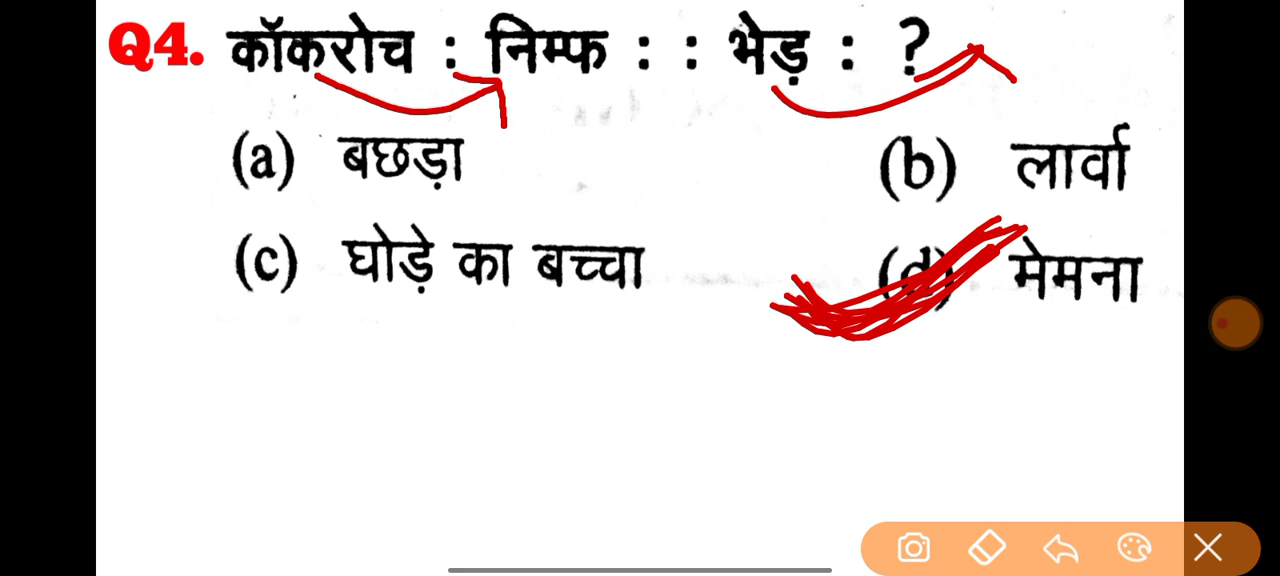 Q4. कॉकरोच : निम्फ : : भेड़ : ?
(a) बछड़ा (b) लार्वा
(c) घोड़े का बच्चा (d) मेमना